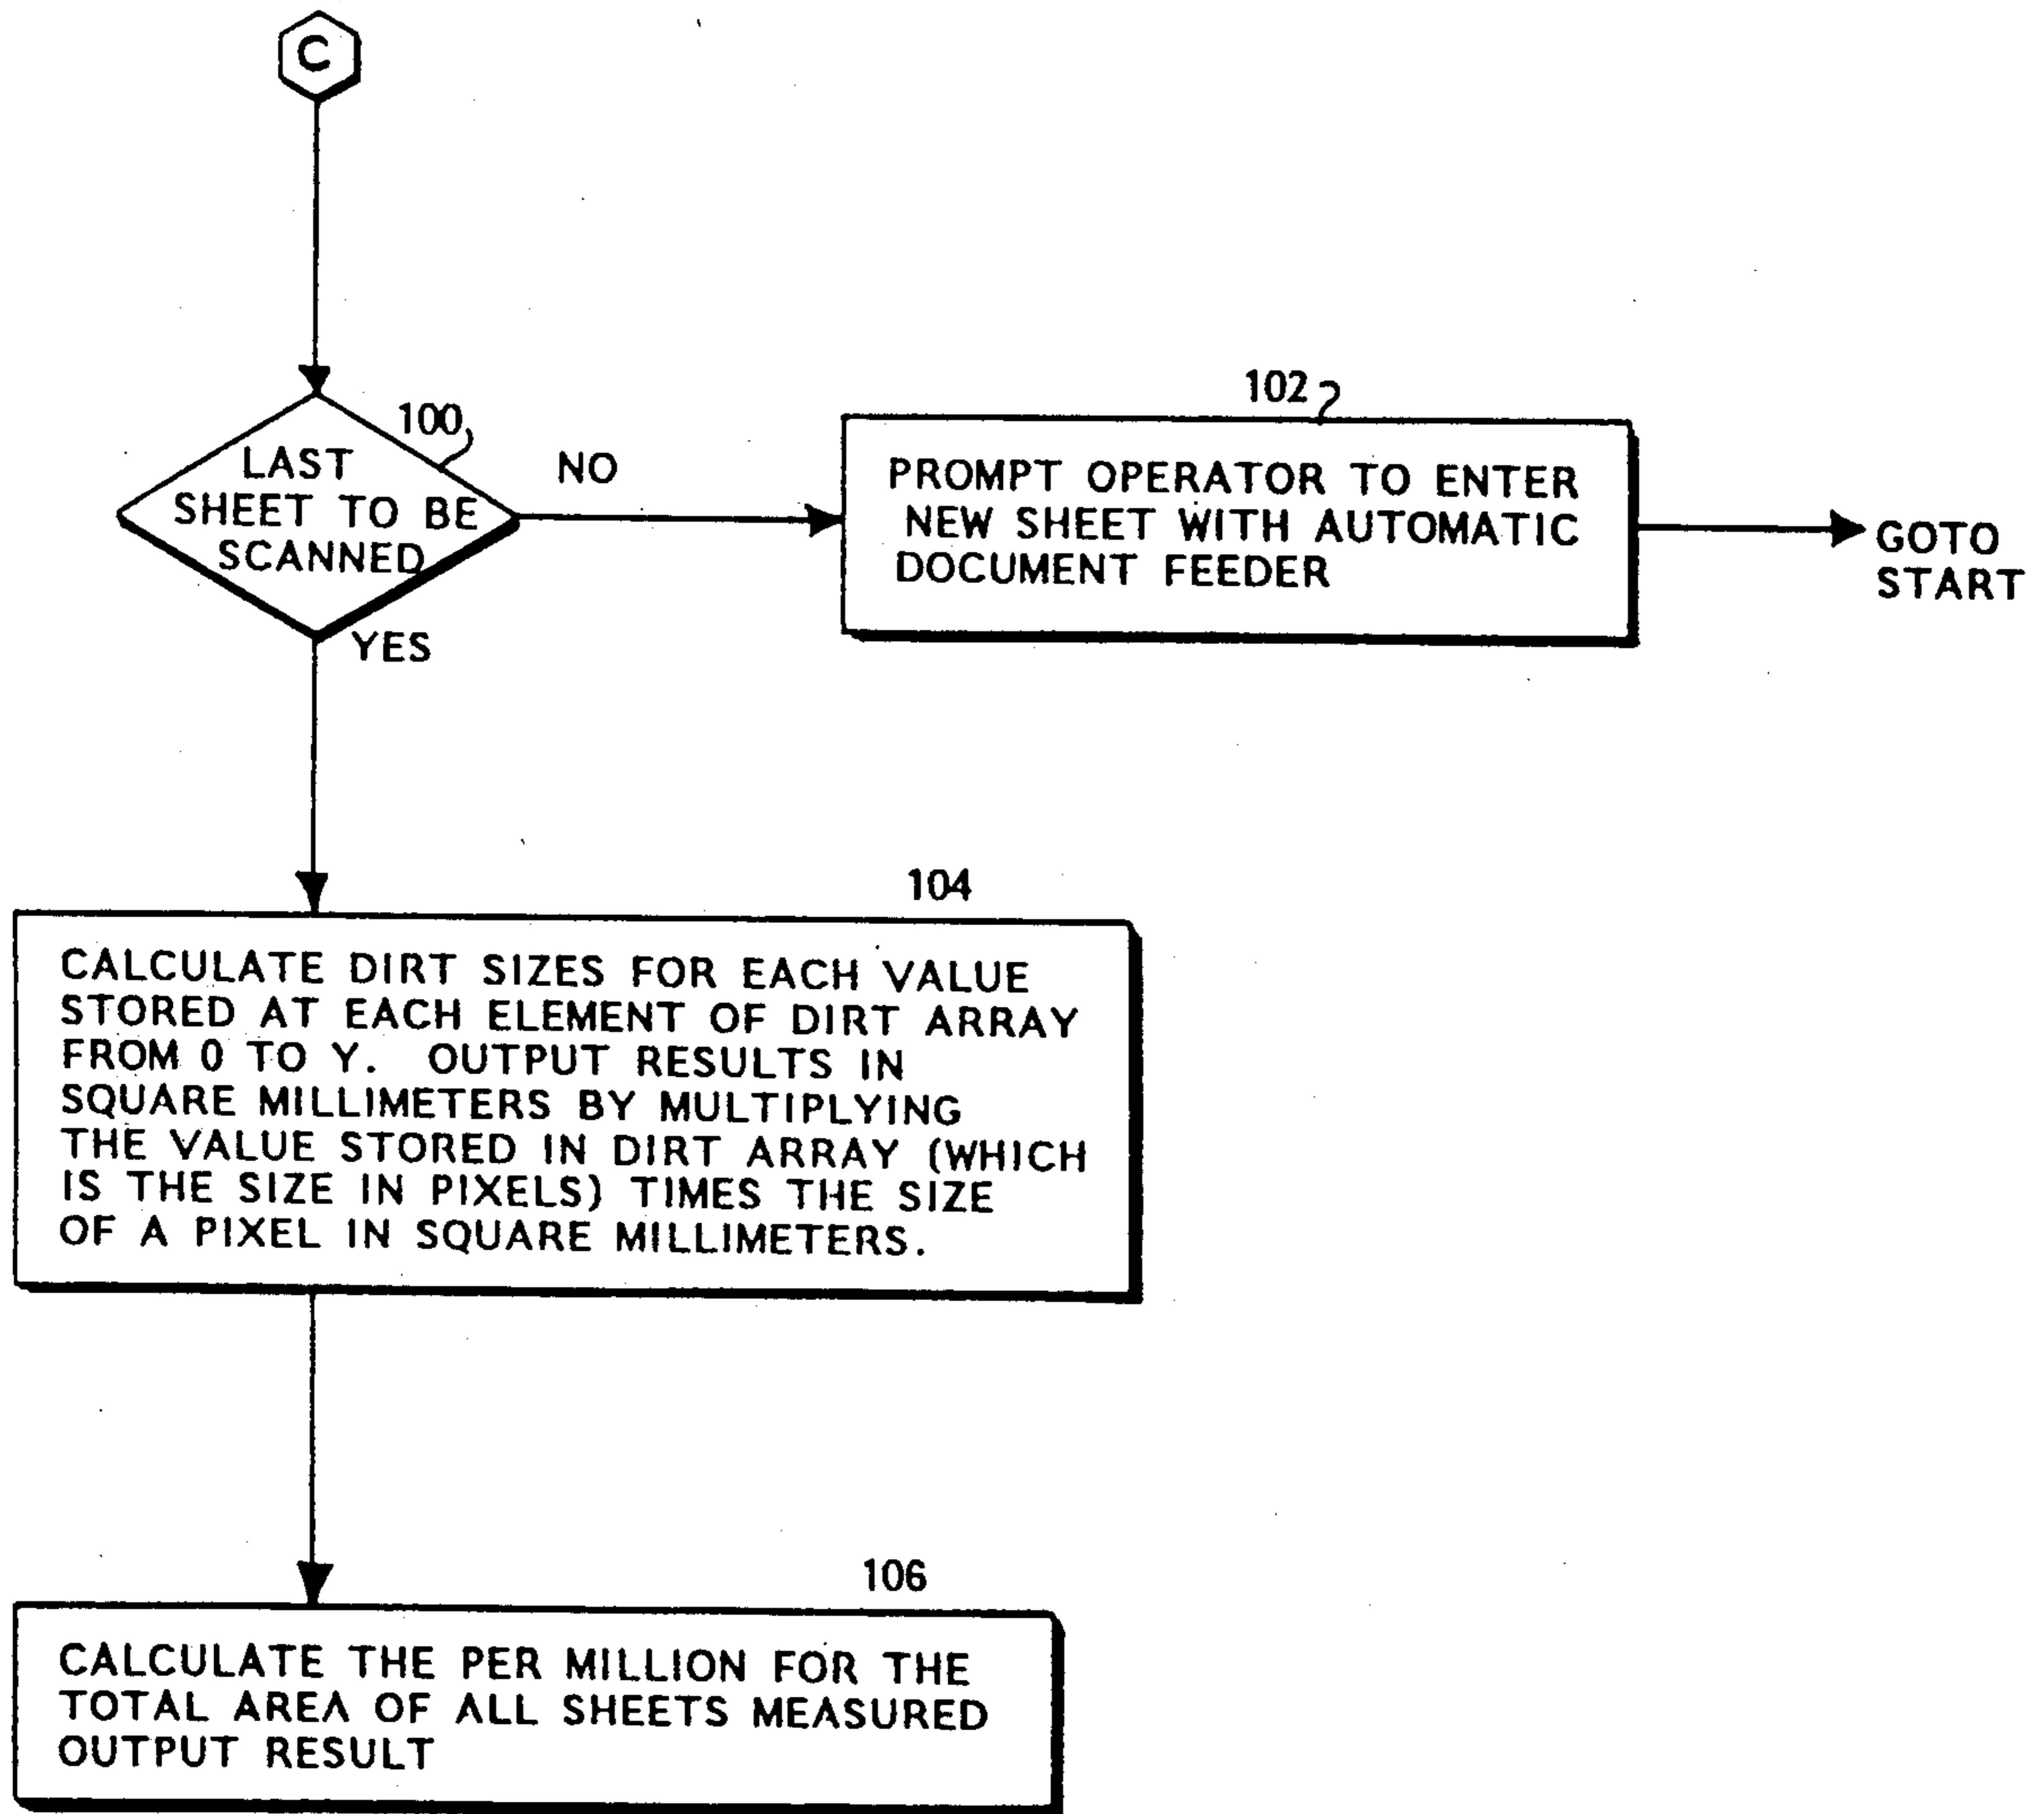 C
100
LAST
SHEET TO BE
SCANNED
NO
YES
102
PROMPT OPERATOR TO ENTER
NEW SHEET WITH AUTOMATIC
DOCUMENT FEEDER
GOTO
START
104
CALCULATE DIRT SIZES FOR EACH VALUE
STORED AT EACH ELEMENT OF DIRT ARRAY
FROM 0 TO Y. OUTPUT RESULTS IN
SQUARE MILLIMETERS BY MULTIPLYING
THE VALUE STORED IN DIRT ARRAY (WHICH
IS THE SIZE IN PIXELS) TIMES THE SIZE
OF A PIXEL IN SQUARE MILLIMETERS.
106
CALCULATE THE PER MILLION FOR THE
TOTAL AREA OF ALL SHEETS MEASURED
OUTPUT RESULT